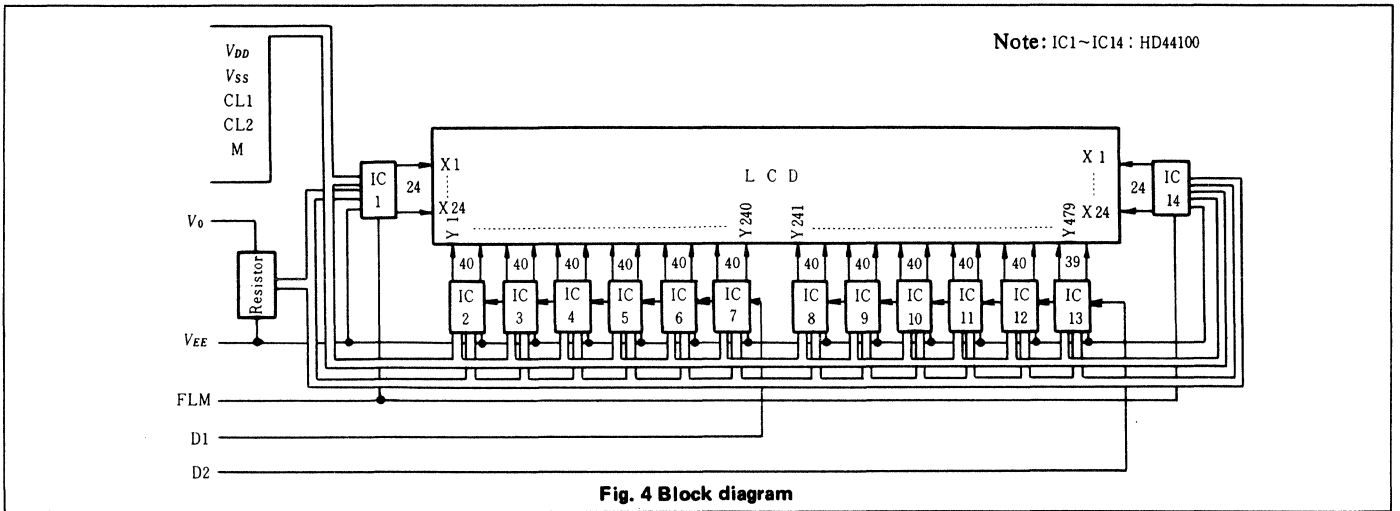 Note: IC1~IC14 : HD44100
VDD
VSS
CL1
CL2
M
V0
Resistor
VEE
FLM
D1
D2
IC
1
24
X1
X24
Y1
L C D
Y240
Y241
Y479
X1
X24
24
IC
14
40 40 40 40 40 40 40 40 40 40 40 39
IC IC IC IC IC IC IC IC IC IC IC IC
2 3 4 5 6 7 8 9 10 11 12 13
Fig. 4 Block diagram